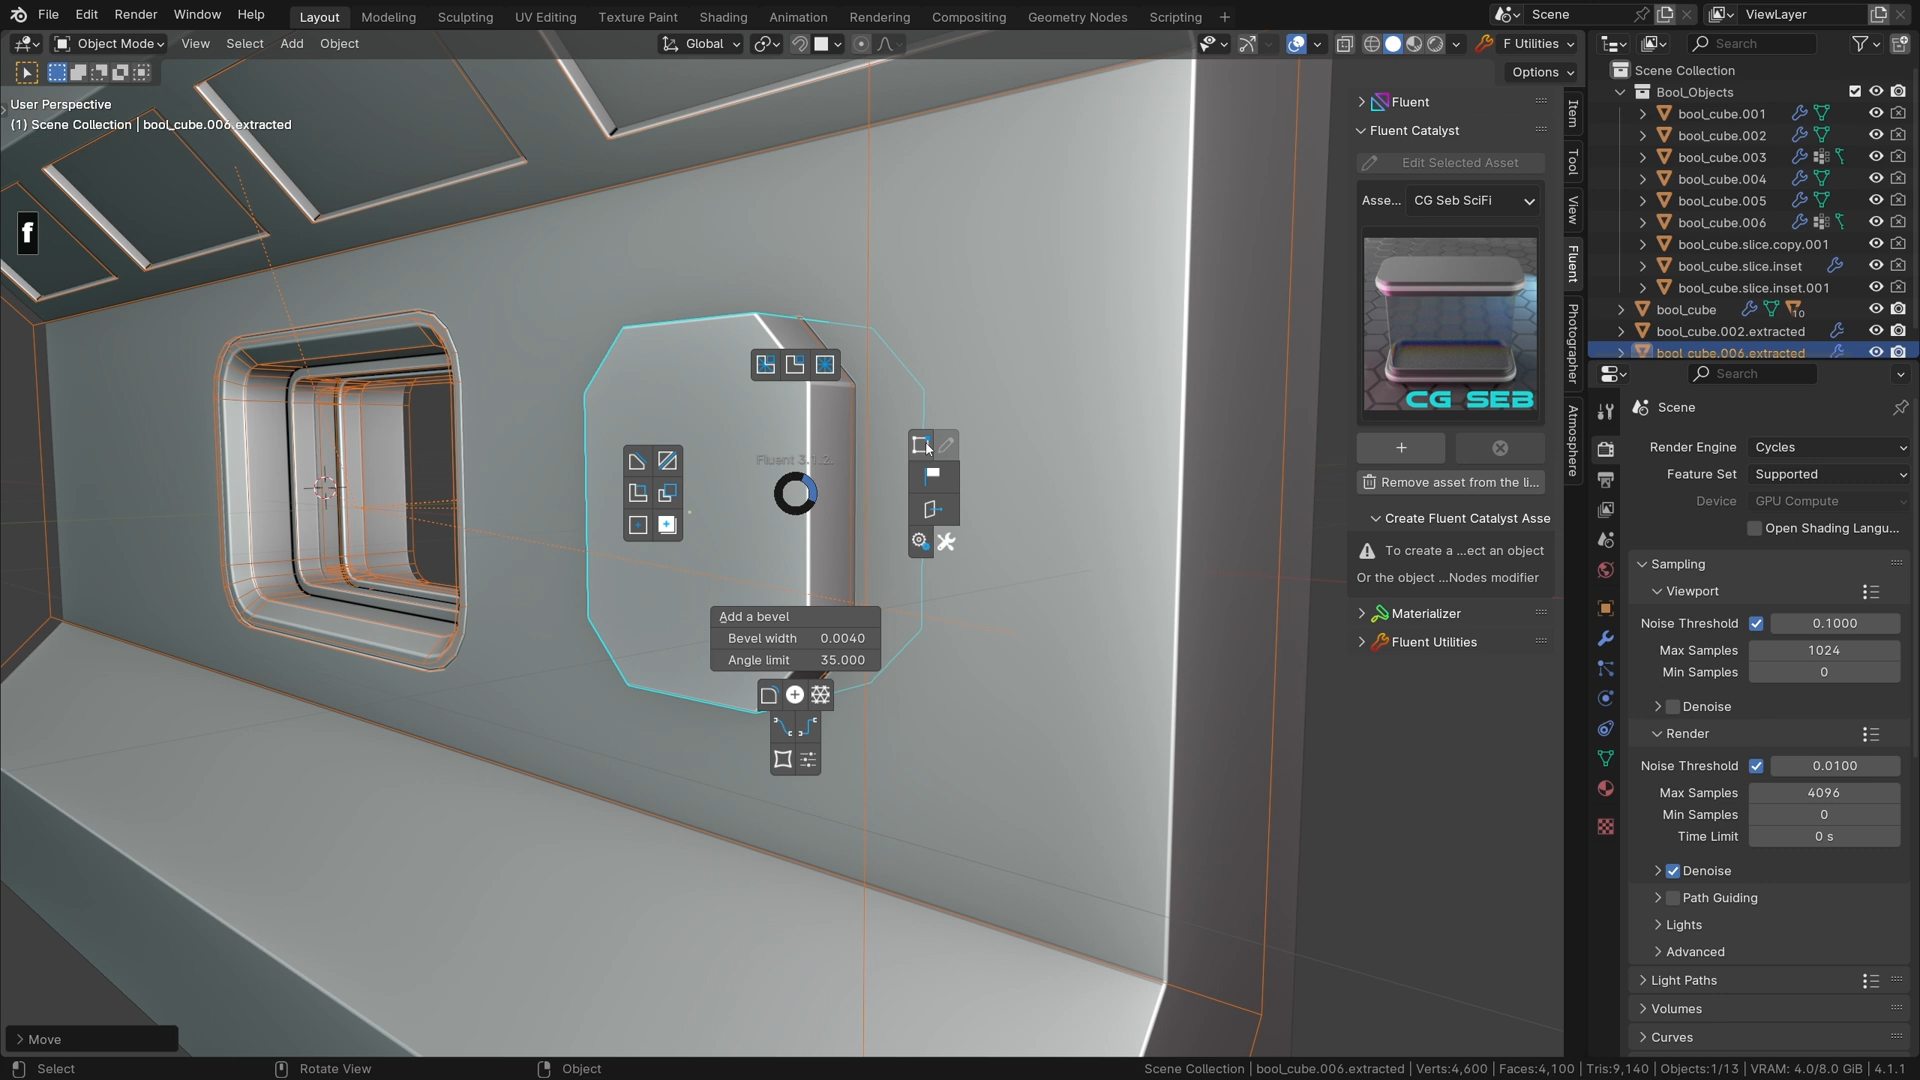 File Edit Render Window Help Layout Modeling Sculpting UV Editing Texture Paint Shading Animation Rendering Compositing Geometry Nodes Scripting + Scene ViewLayer
Object Mode View Select Add Object Global F Utilities Search
Options
User Perspective
(1) Scene Collection | bool_cube.006.extracted
f
Fluent 3.1.2
Add a bevel
Bevel width 0.0040
Angle limit 35.000
Move
Fluent
Fluent Catalyst
Edit Selected Asset
Asse... CG Seb SciFi
CG SEB
+
Remove asset from the li...
Create Fluent Catalyst Asse
To create a ...ect an object
Or the object ...Nodes modifier
Materializer
Fluent Utilities
Item
Tool
View
Fluent
Photographer
Atmosphere
Scene Collection
Bool_Objects
bool_cube.001
bool_cube.002
bool_cube.003
bool_cube.004
bool_cube.005
bool_cube.006
bool_cube.slice.copy.001
bool_cube.slice.inset
bool_cube.slice.inset.001
bool_cube 10
bool_cube.002.extracted
bool_cube.006.extracted
Search
Scene
Render Engine Cycles
Feature Set Supported
Device GPU Compute
Open Shading Langu...
Sampling
Viewport
Noise Threshold 0.1000
Max Samples 1024
Min Samples 0
Denoise
Render
Noise Threshold 0.0100
Max Samples 4096
Min Samples 0
Time Limit 0 s
Denoise
Path Guiding
Lights
Advanced
Light Paths
Volumes
Curves
Select Rotate View Object Scene Collection | bool_cube.006.extracted | Verts:4,600 | Faces:4,100 | Tris:9,140 | Objects:1/13 | VRAM: 4.0/8.0 GiB | 4.1.1